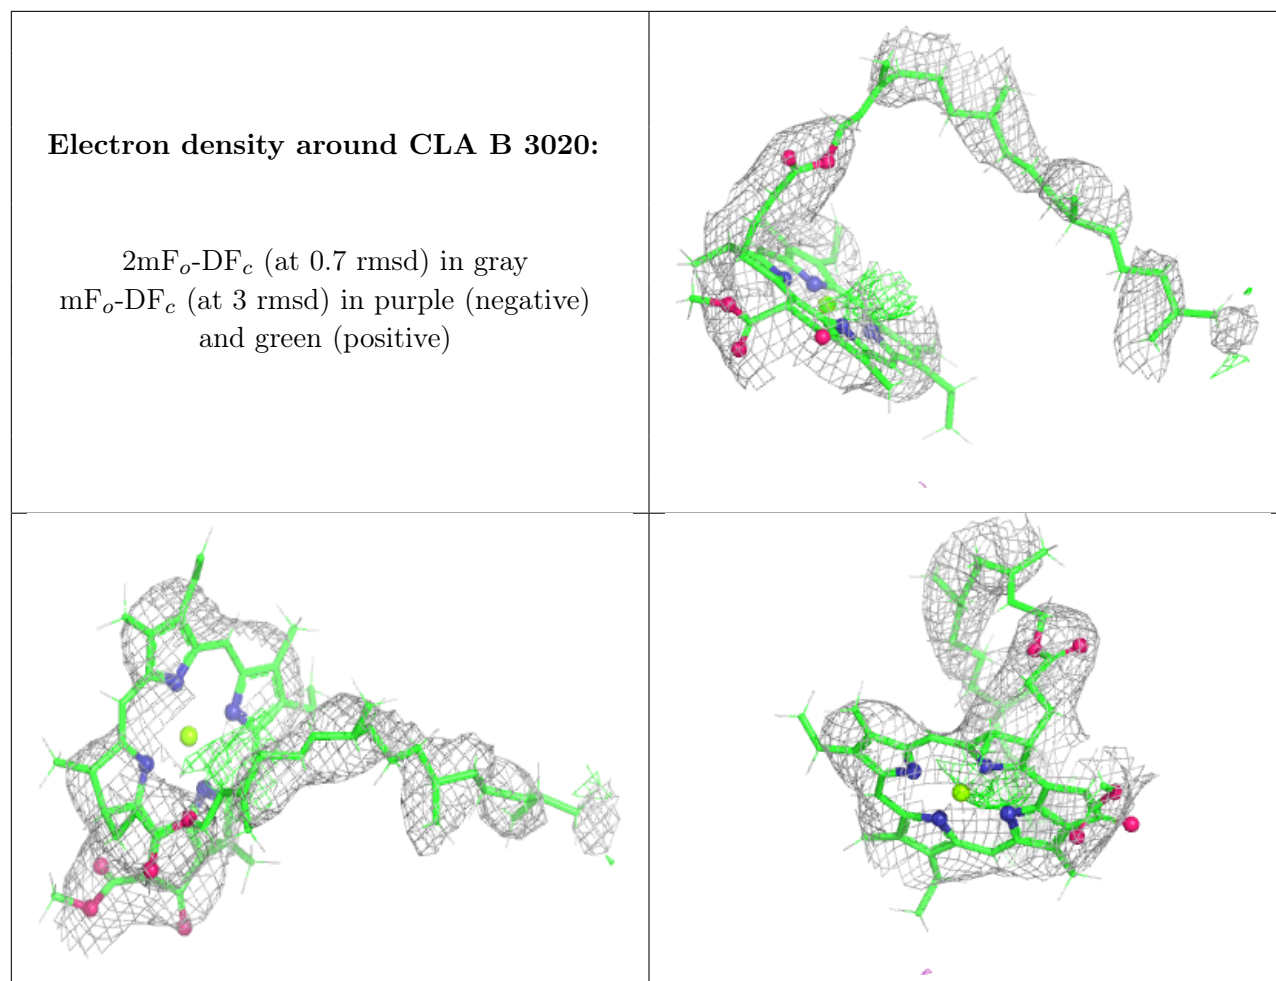 Electron density around CLA B 3020:
2mFo-DFc (at 0.7 rmsd) in gray
mFo-DFc (at 3 rmsd) in purple (negative)
and green (positive)